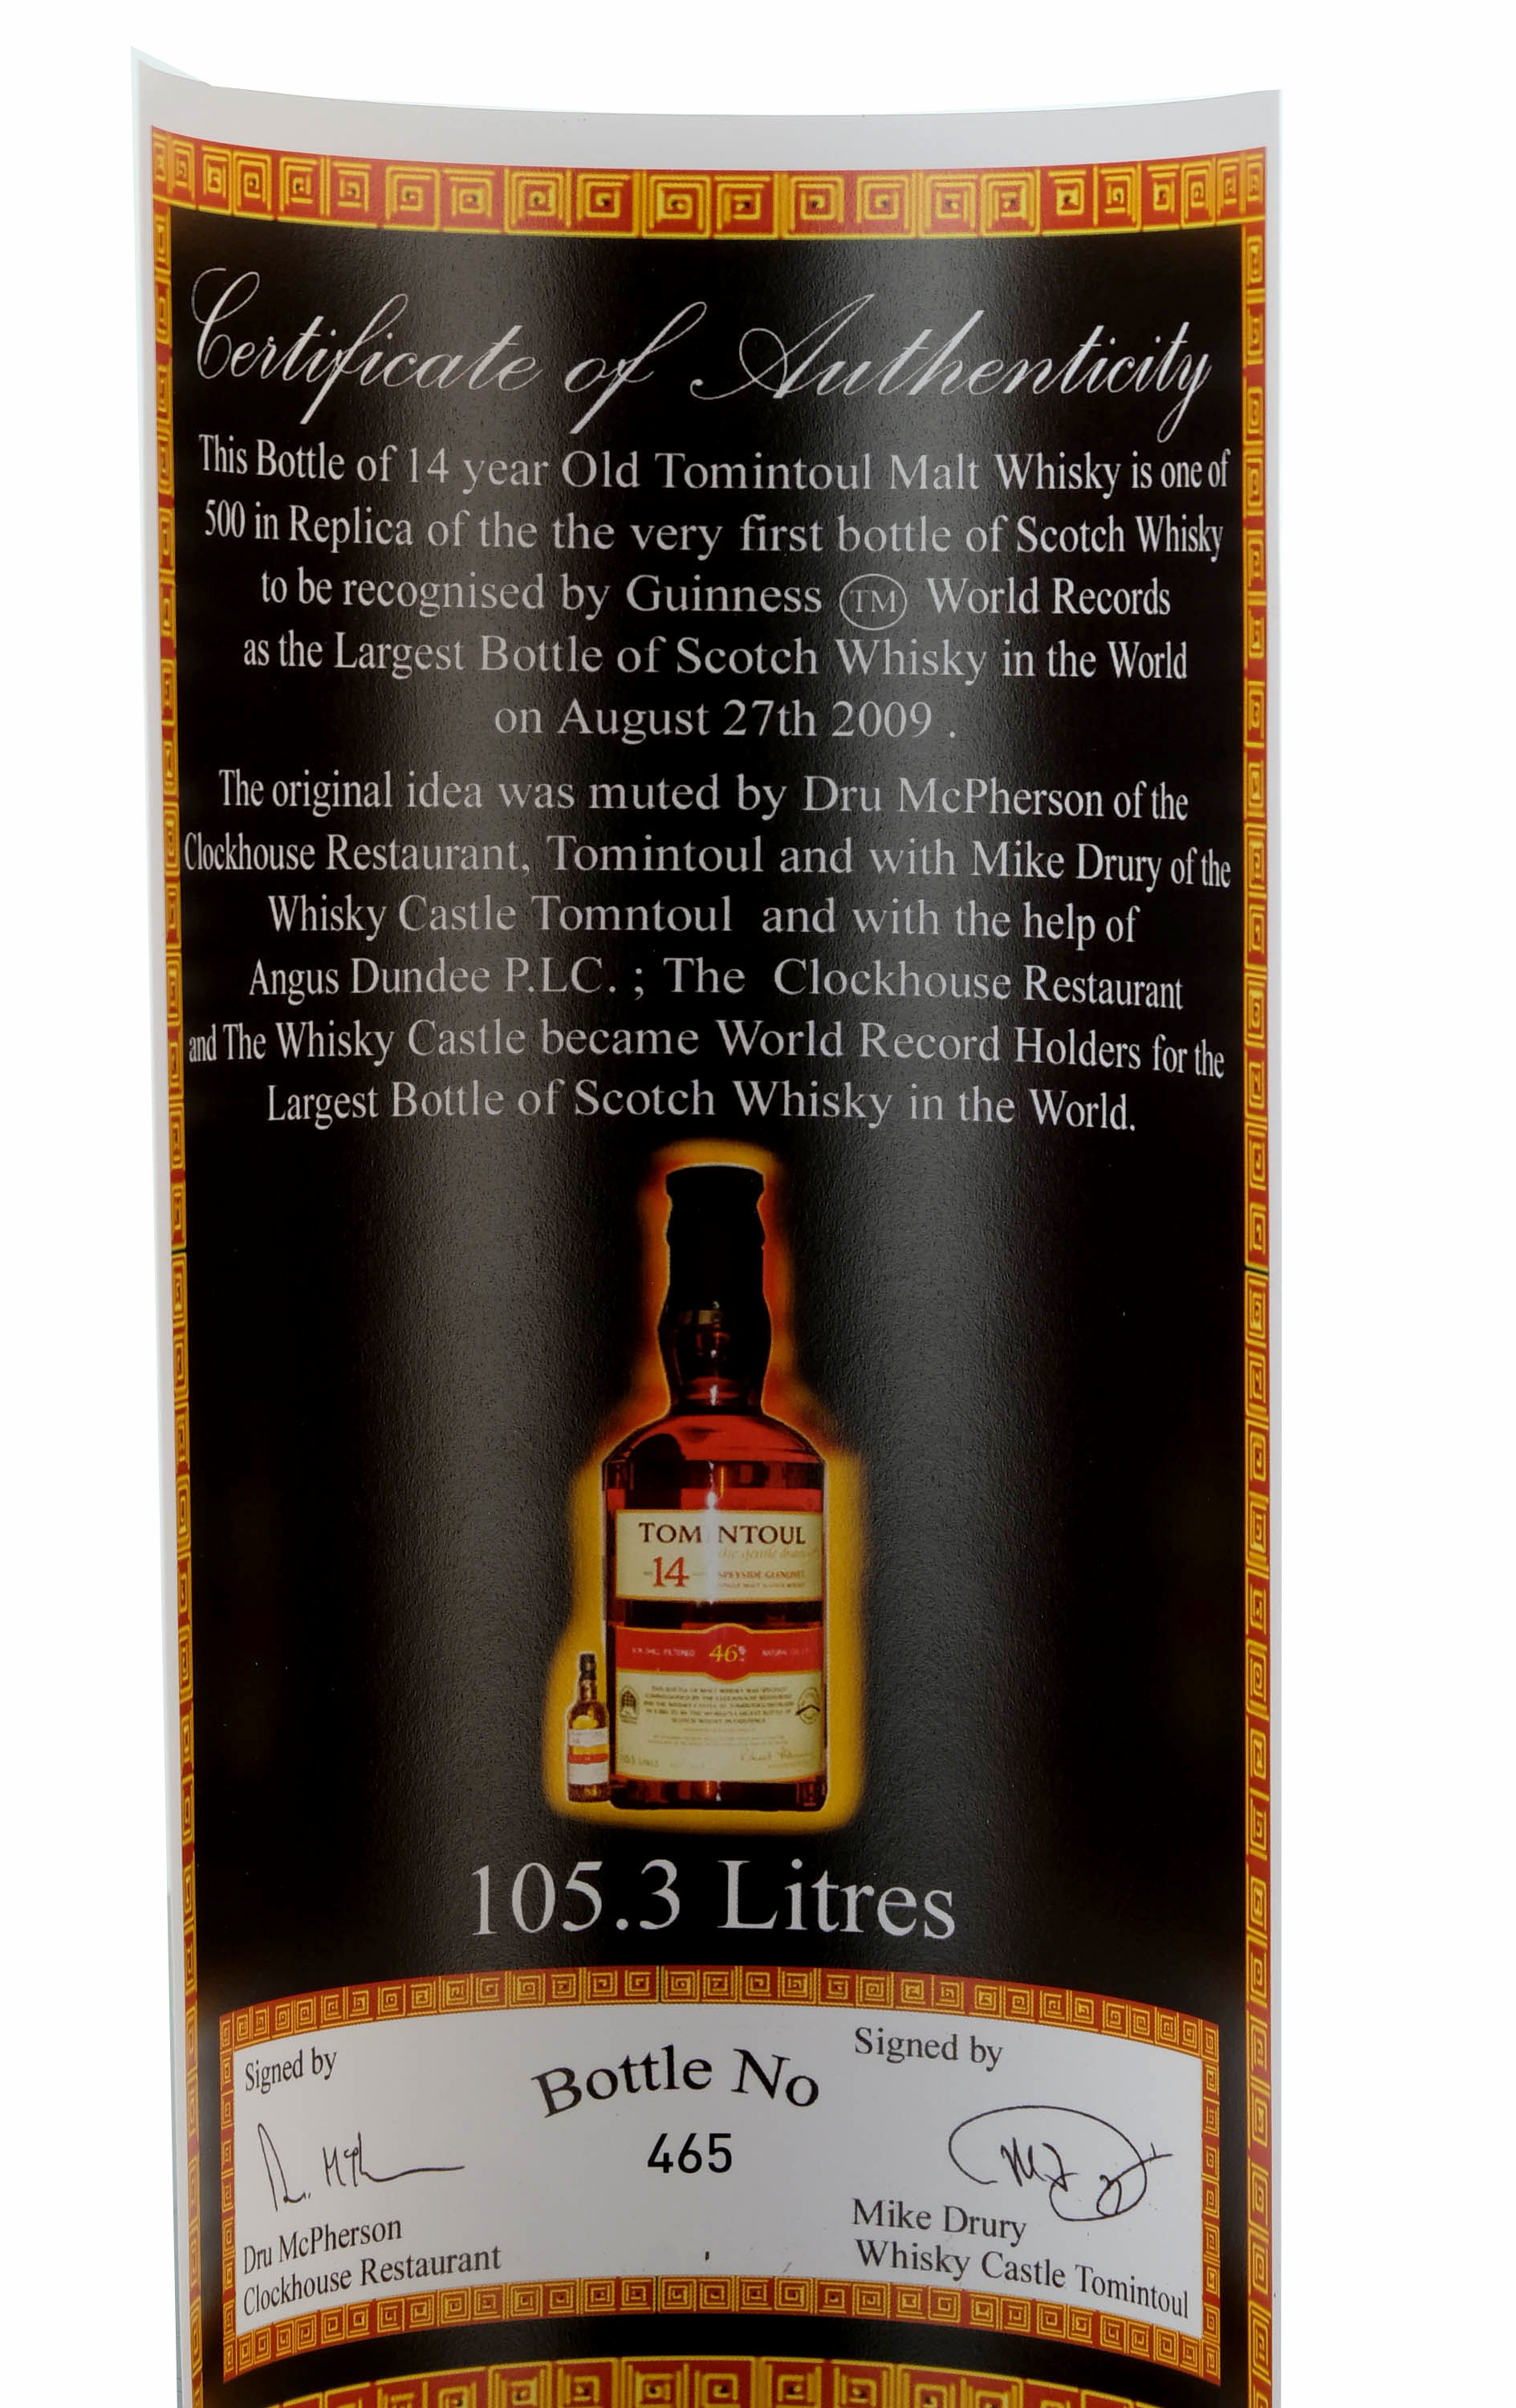 Certificate of Authenticity
This Bottle of 14 year Old Tomintoul Malt Whisky is one of
500 in Replica of the the very first bottle of Scotch Whisky
to be recognised by Guinness TM World Records
as the Largest Bottle of Scotch Whisky in the World
on August 27th 2009 .
The original idea was muted by Dru McPherson of the
Clockhouse Restaurant, Tomintoul and with Mike Drury of the
Whisky Castle Tomntoul and with the help of
Angus Dundee P.LC. ; The Clockhouse Restaurant
and The Whisky Castle became World Record Holders for the
Largest Bottle of Scotch Whisky in the World.
TOMINTOUL
14
SPEYSIDE GLENLIVET
46%
105.3 Litres
Signed by
Bottle No
Signed by
465
Dru McPherson
Clockhouse Restaurant
Mike Drury
Whisky Castle Tomintoul